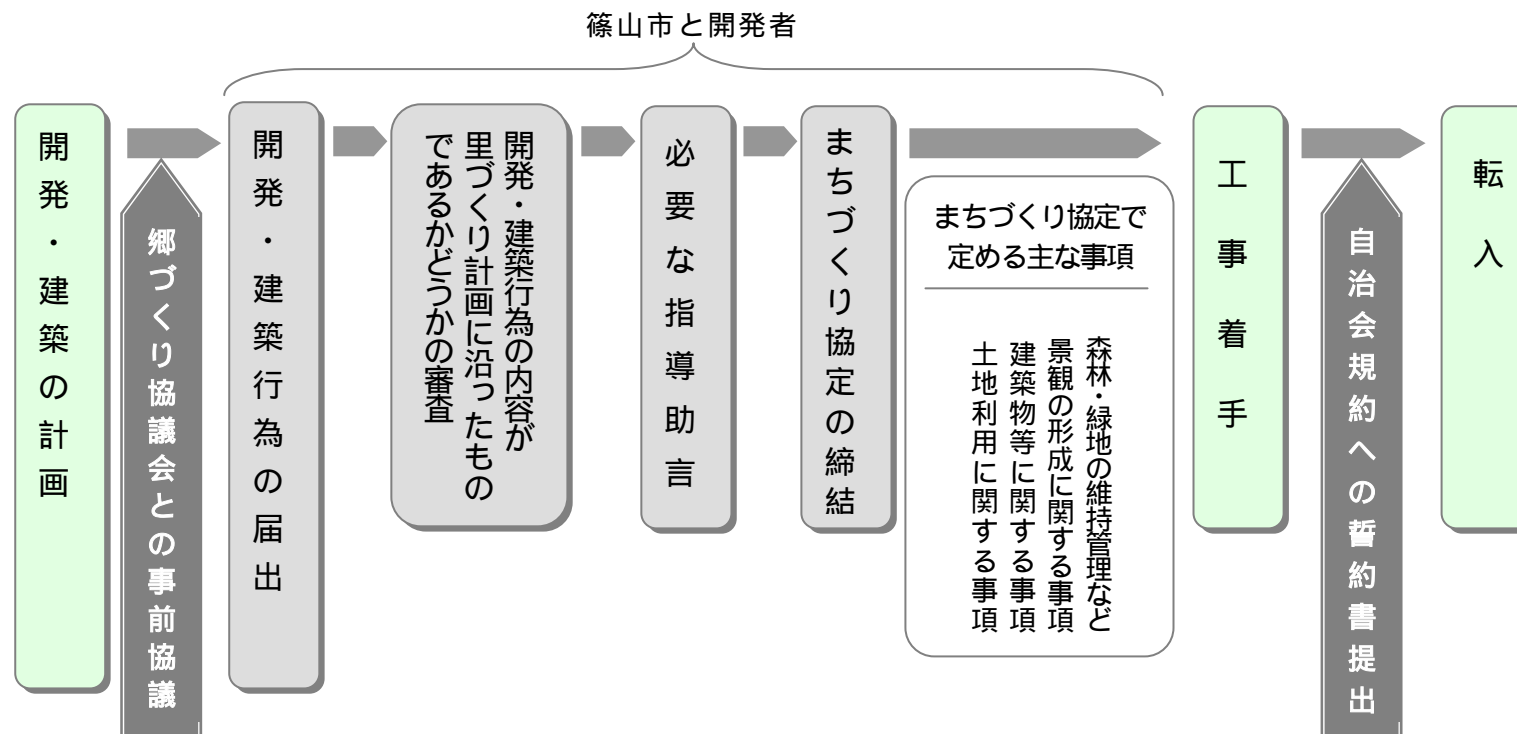 篠山市と開発者
開発・建築の計画
郷づくり協議会との事前協議
開発・建築行為の届出
開発・建築行為の内容が
里づくり計画に沿ったもの
であるかどうかの審査
必要な指導助言
まちづくり協定の締結
まちづくり協定で
定める主な事項
森林・緑地の維持管理など
景観の形成に関する事項
建築物等に関する事項
土地利用に関する事項
工事着手
自治会規約への誓約書提出
転入